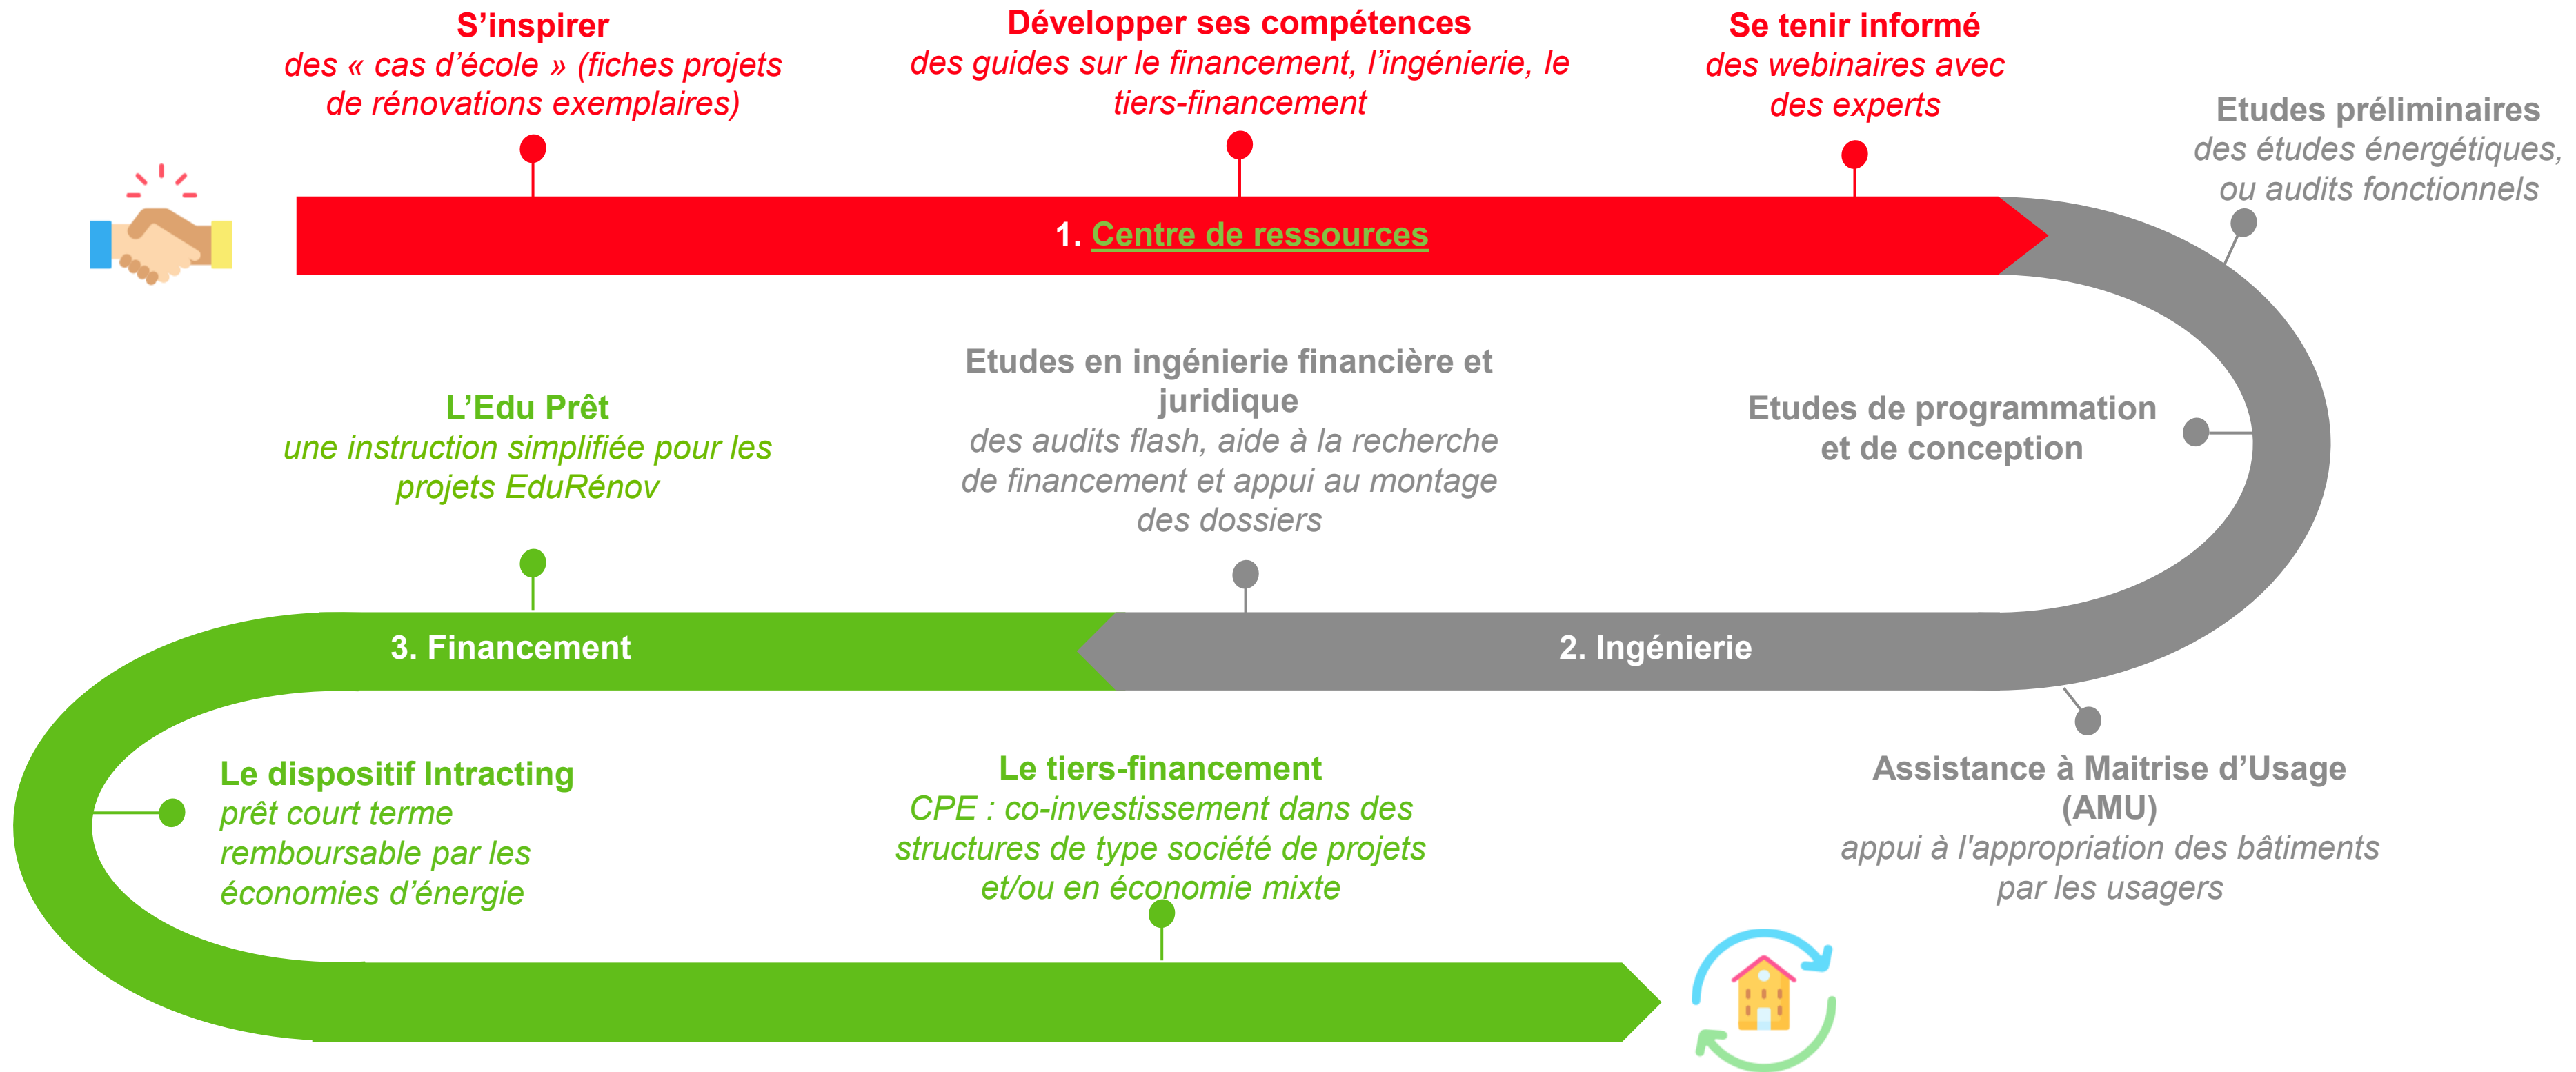 S’inspirer
des « cas d’école » (fiches projets
de rénovations exemplaires)
Développer ses compétences
des guides sur le financement, l’ingénierie, le
tiers-financement
Se tenir informé
des webinaires avec
des experts
Etudes préliminaires
des études énergétiques,
ou audits fonctionnels
1. Centre de ressources
L’Edu Prêt
une instruction simplifiée pour les
projets EduRénov
Etudes en ingénierie financière et
juridique
des audits flash, aide à la recherche
de financement et appui au montage
des dossiers
Etudes de programmation
et de conception
3. Financement
2. Ingénierie
Le dispositif Intracting
prêt court terme
remboursable par les
économies d’énergie
Le tiers-financement
CPE : co-investissement dans des
structures de type société de projets
et/ou en économie mixte
Assistance à Maitrise d’Usage
(AMU)
appui à l'appropriation des bâtiments
par les usagers